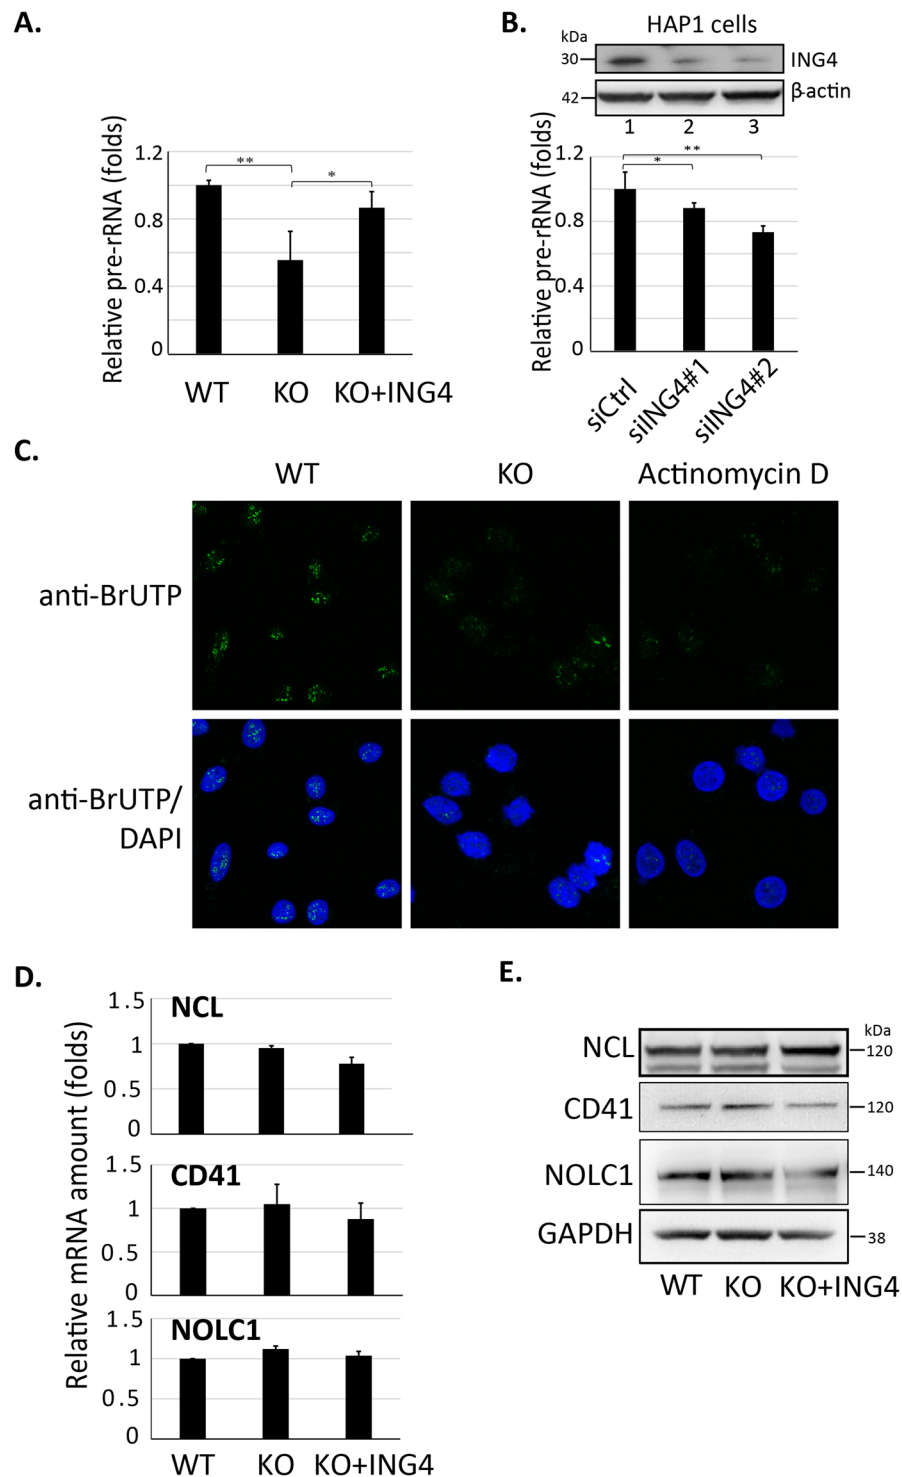 A.
Relative pre-rRNA (folds)
1.2
0.8
0.4
0
**
*
WT KO KO+ING4
B.
HAP1 cells
kDa
30
ING4
42
β-actin
1 2 3
Relative pre-rRNA (folds)
1.2
0.8
0.4
0
**
*
siCtrl
siING4#1
siING4#2
C.
WT KO Actinomycin D
anti-BrUTP
anti-BrUTP/
DAPI
D.
Relative mRNA amount (folds)
NCL
1.5
1
0.5
0
CD41
1.5
1
0.5
0
NOLC1
1.5
1
0.5
0
WT KO KO+ING4
E.
kDa
NCL 120
CD41 120
NOLC1 140
GAPDH 38
WT KO KO+ING4